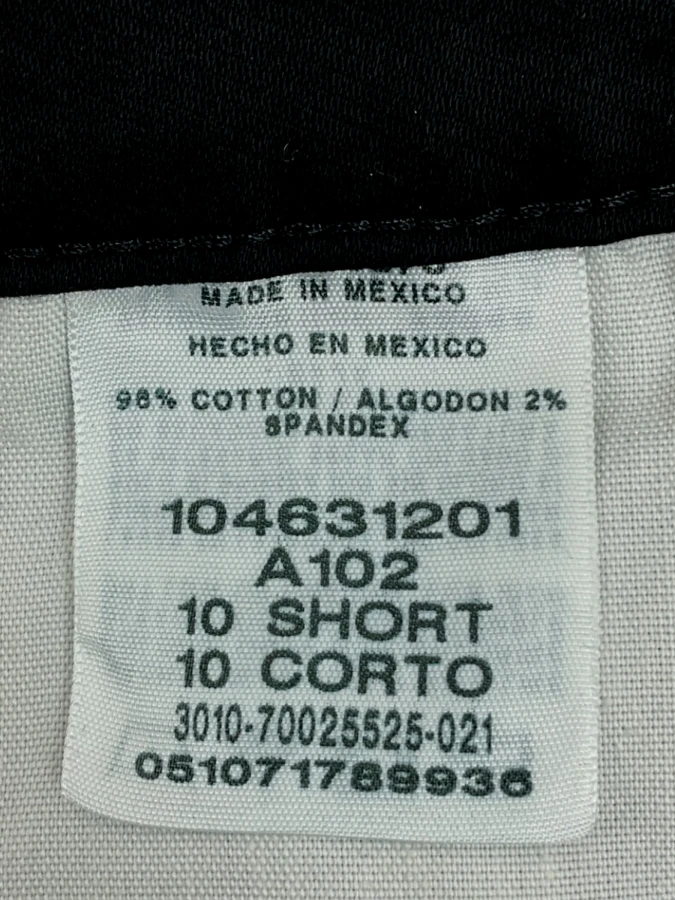 MADE IN MEXICO
HECHO EN MEXICO
98% COTTON / ALGODON 2%
SPANDEX
104631201
A102
10 SHORT
10 CORTO
3010-70025525-021
051071789936